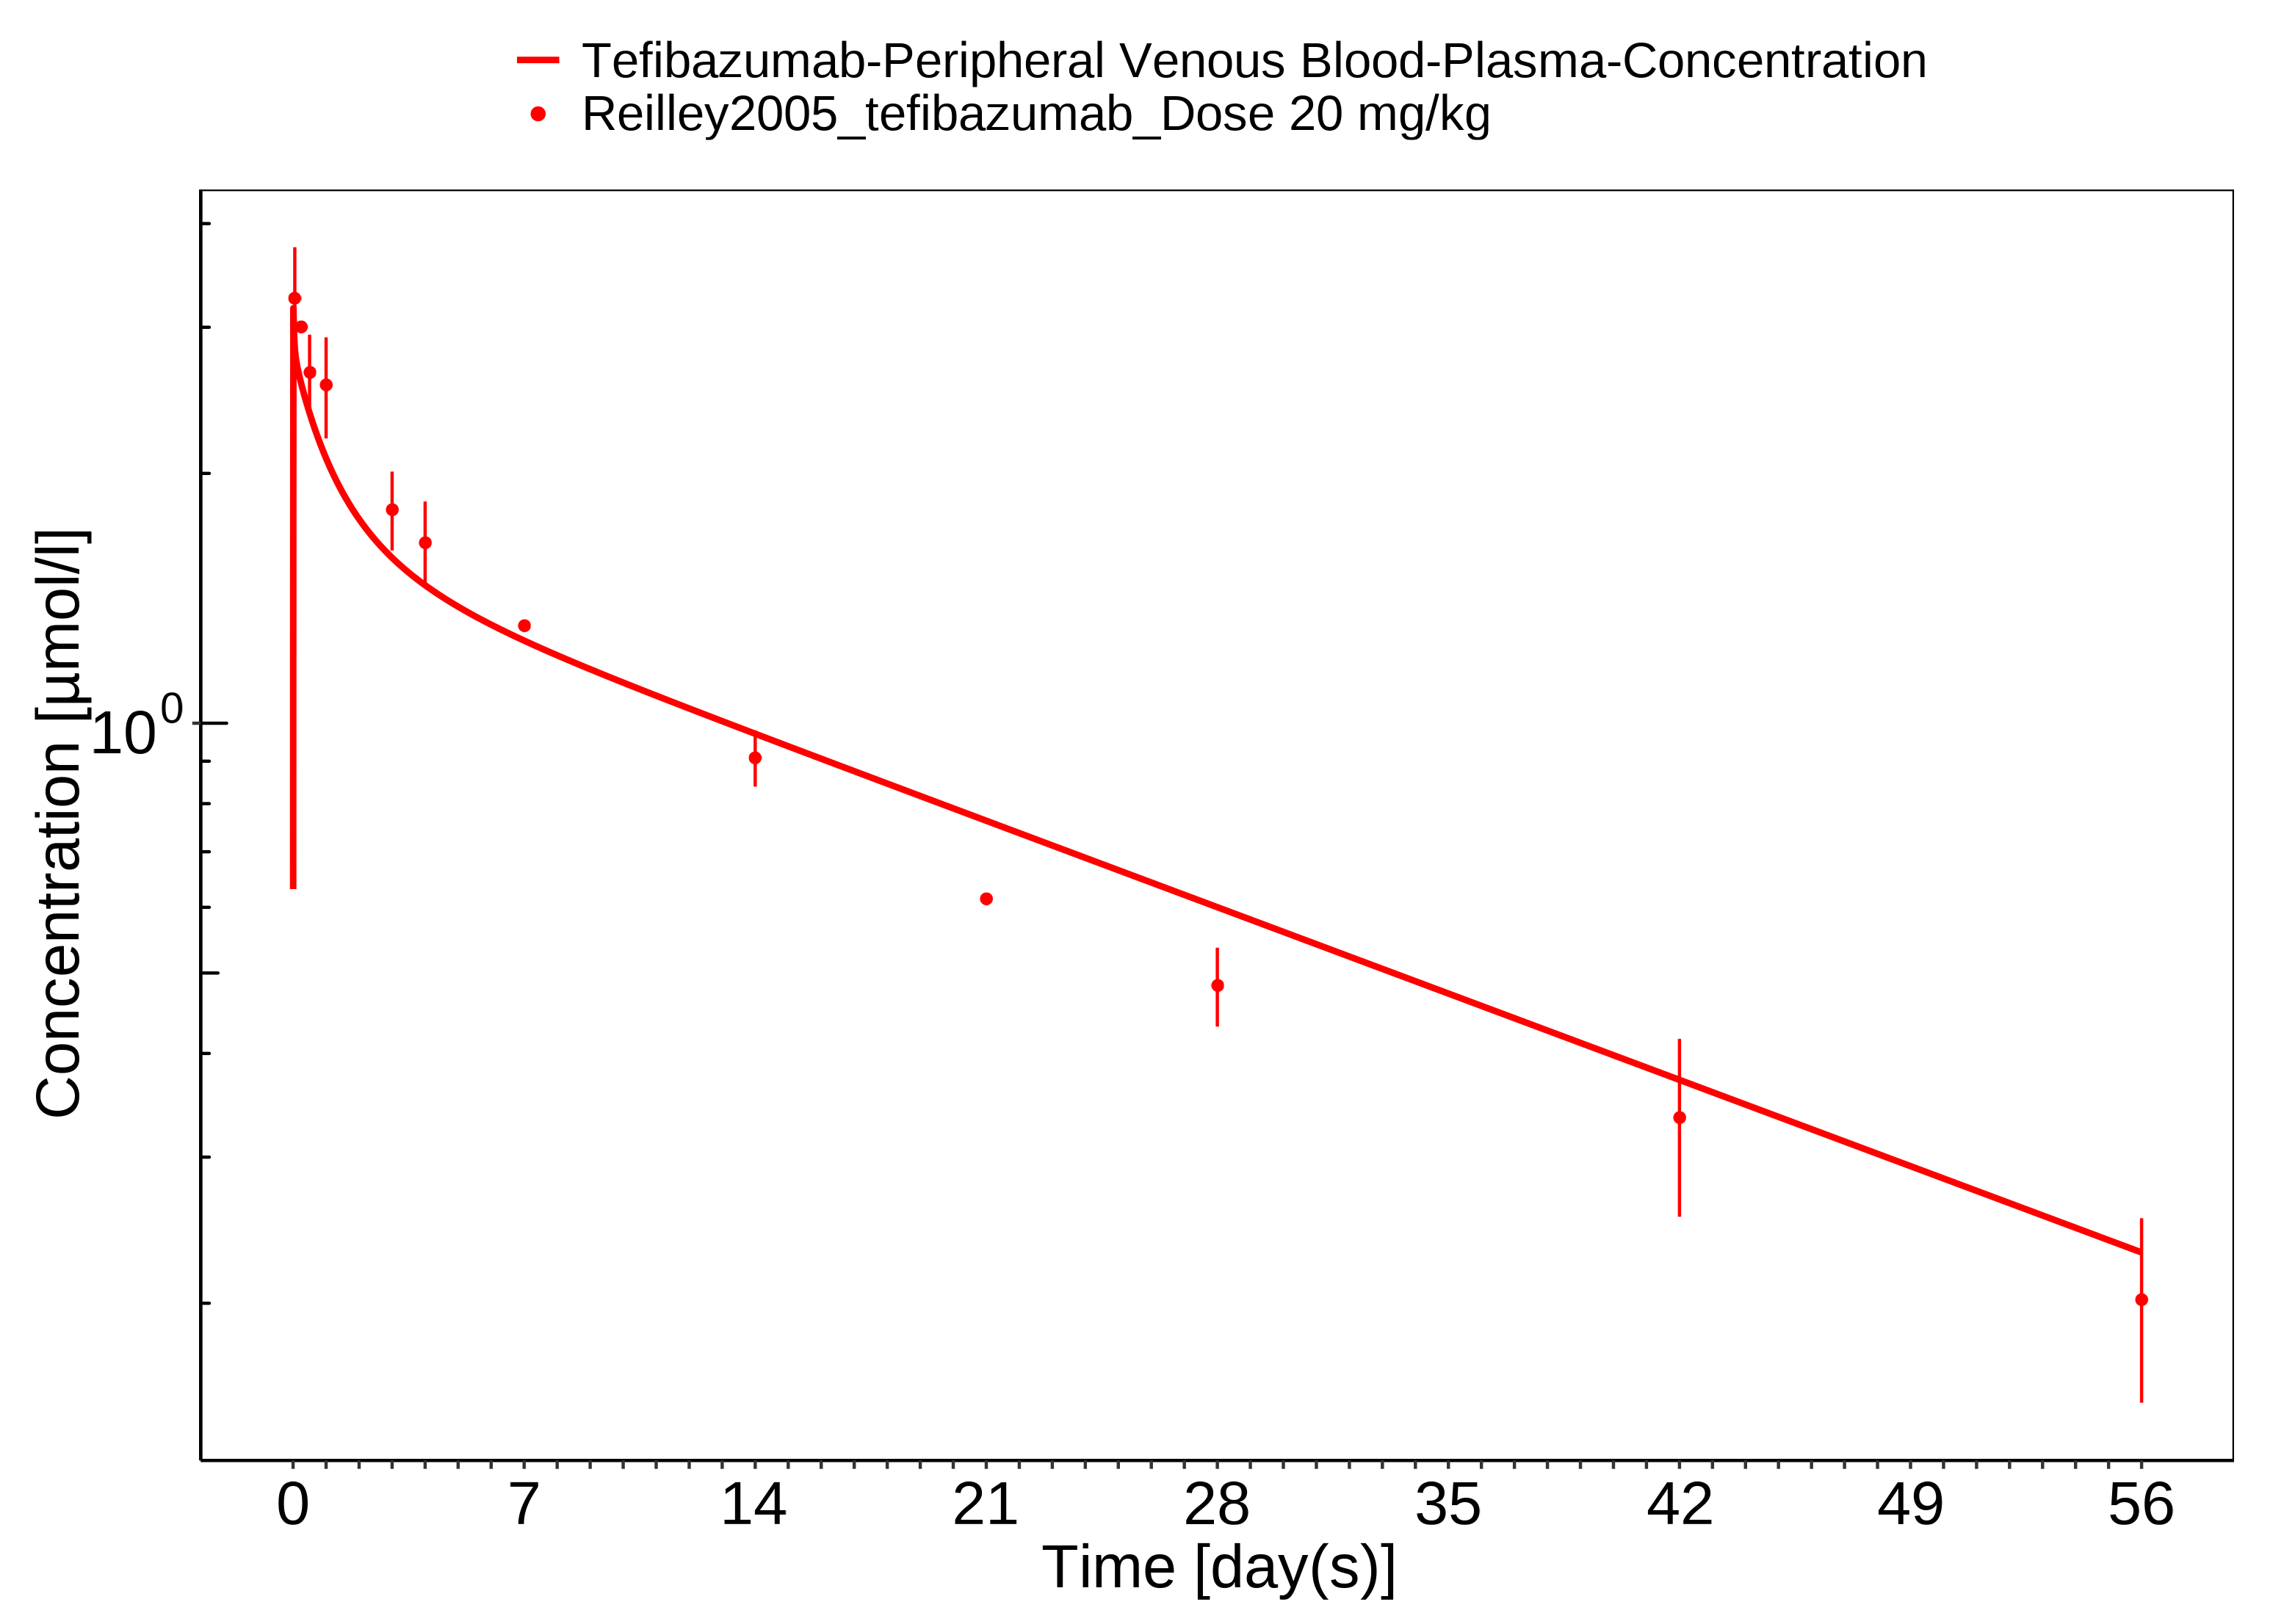 Tefibazumab-Peripheral Venous Blood-Plasma-Concentration
Reilley2005_tefibazumab_Dose 20 mg/kg
Concentration [µmol/l]
10⁰
0 7 14 21 28 35 42 49 56
Time [day(s)]